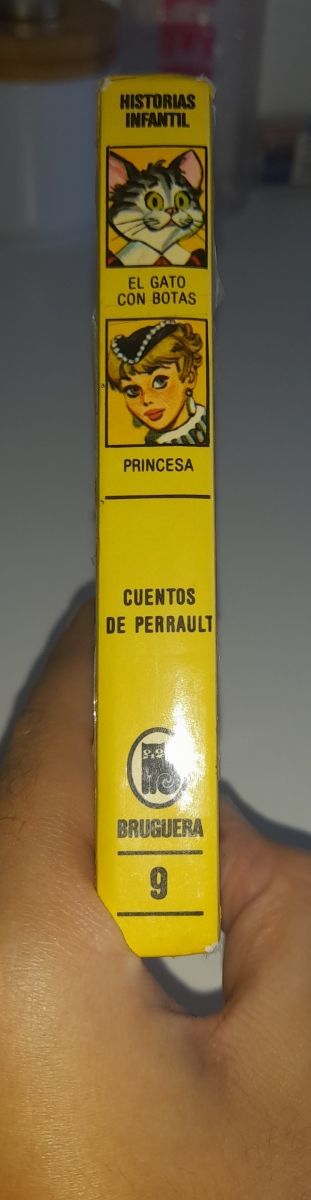 HISTORIAS
INFANTIL
EL GATO
CON BOTAS
PRINCESA
CUENTOS
DE PERRAULT
BRUGUERA
9